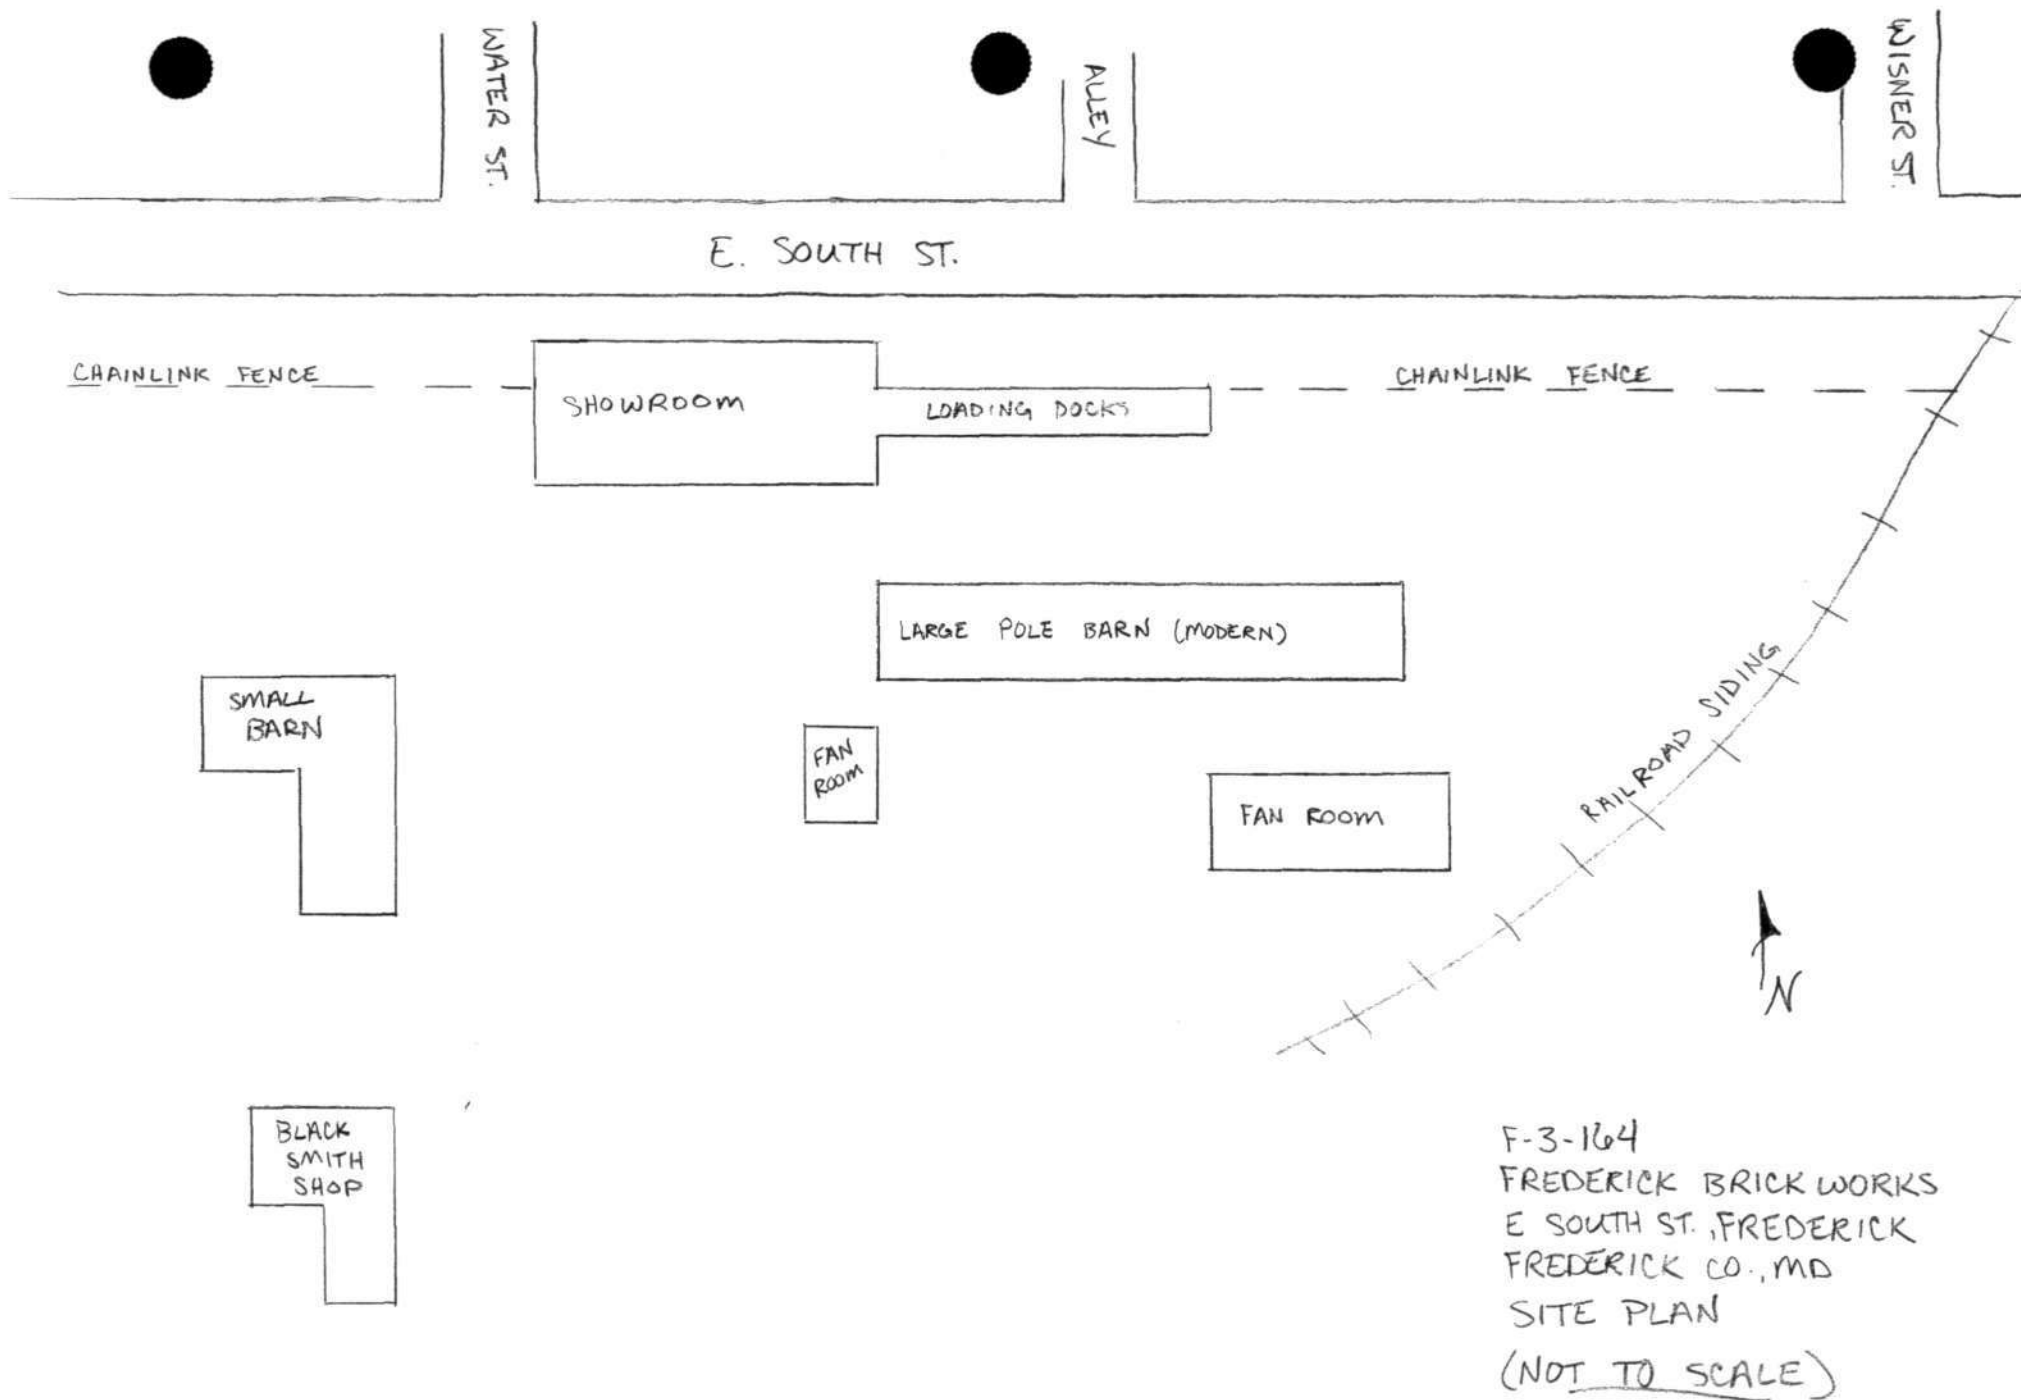 WATER ST.
ALLEY
WISNER ST.
E. SOUTH ST.
CHAINLINK FENCE
SHOWROOM
LOADING DOCKS
CHAINLINK FENCE
LARGE POLE BARN (MODERN)
SMALL
BARN
FAN
ROOM
FAN ROOM
RAILROAD SIDING
N
BLACK
SMITH
SHOP
F-3-164
FREDERICK BRICK WORKS
E SOUTH ST., FREDERICK
FREDERICK CO., MD
SITE PLAN
(NOT TO SCALE)